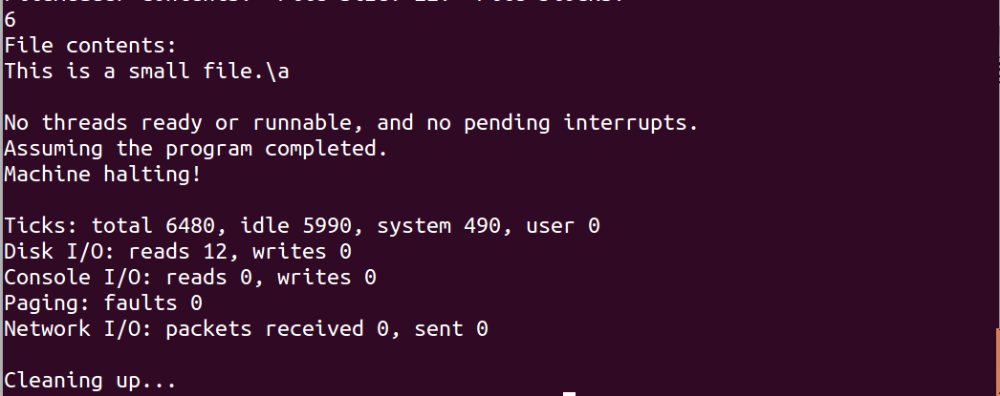 6
File contents:
This is a small file.\a
No threads ready or runnable, and no pending interrupts.
Assuming the program completed.
Machine halting!
Ticks: total 6480, idle 5990, system 490, user 0
Disk I/O: reads 12, writes 0
Console I/O: reads 0, writes 0
Paging: faults 0
Network I/O: packets received 0, sent 0
Cleaning up...